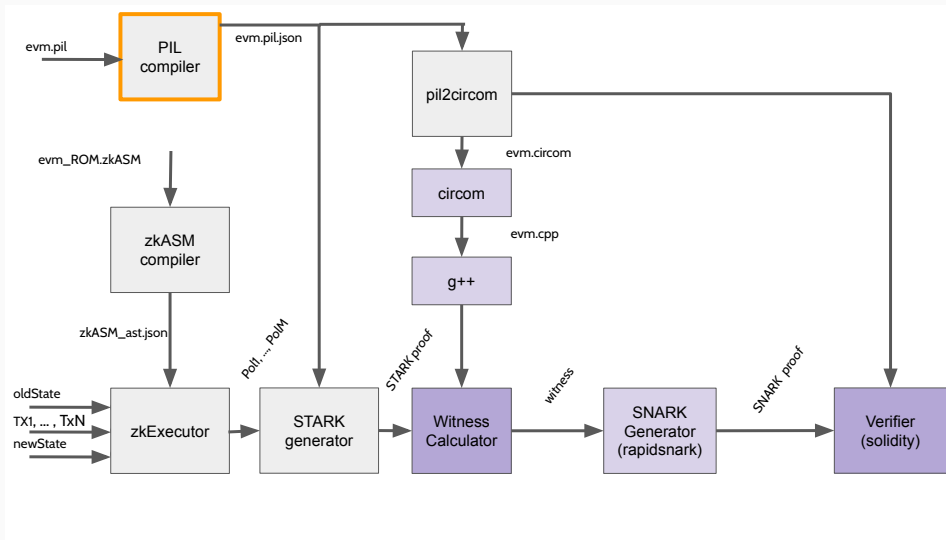 evm.pil
PIL
compiler
evm.pil.json
pil2circom
evm_ROM.zkASM
evm.circom
circom
zkASM
compiler
evm.cpp
g++
zkASM_ast.json
Pol1, ..., PolM
STARK proof
witness
SNARK proof
oldState
TX1, ... , TxN
newState
zkExecutor
STARK
generator
Witness
Calculator
SNARK
Generator
(rapidsnark)
Verifier
(solidity)